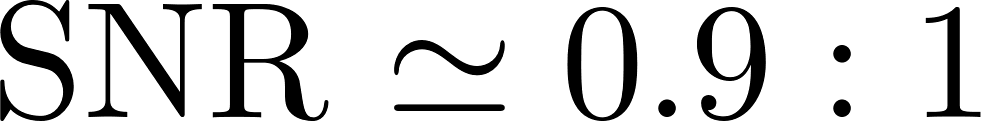 SNR ≃ 0.9 : 1